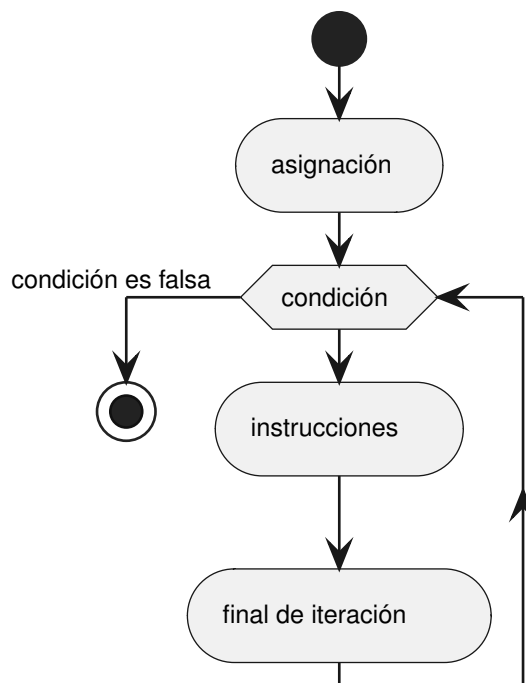 asignación
condición es falsa
condición
instrucciones
final de iteración